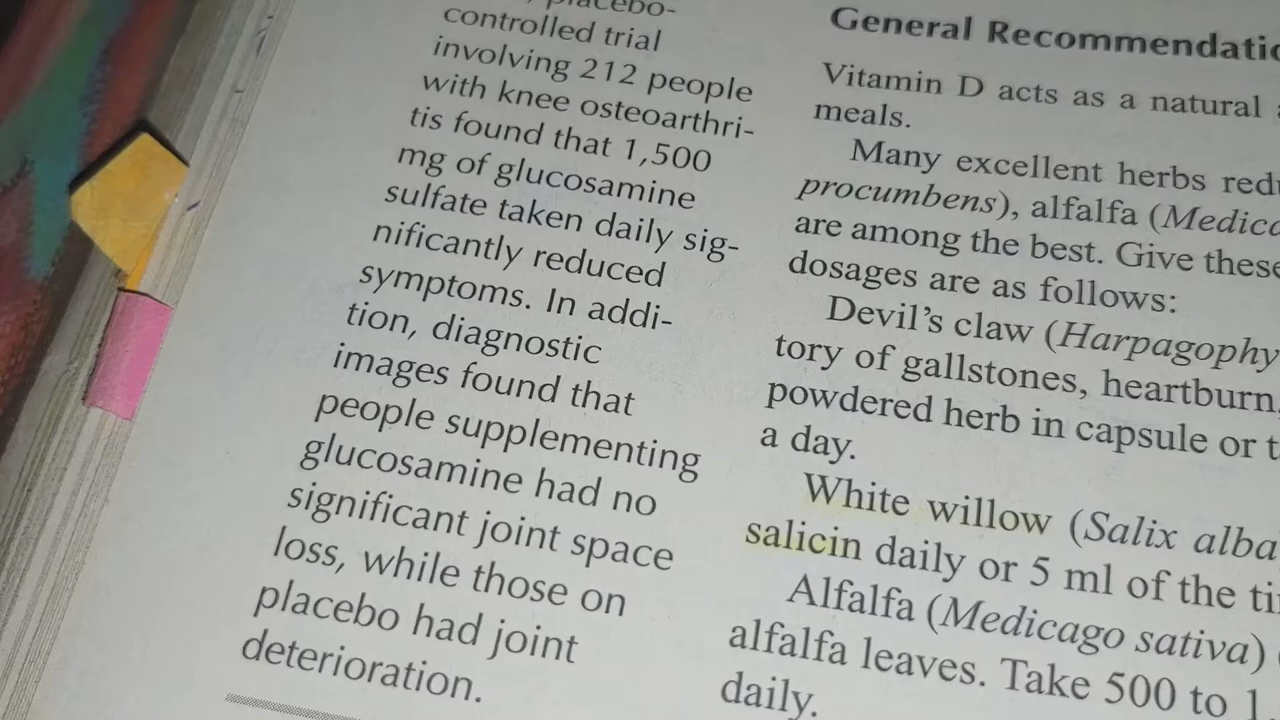 placebo-
controlled trial
involving 212 people
with knee osteoarthri-
tis found that 1,500
mg of glucosamine
sulfate taken daily sig-
nificantly reduced
symptoms. In addi-
tion, diagnostic
images found that
people supplementing
glucosamine had no
significant joint space
loss, while those on
placebo had joint
deterioration.
General Recommendatio
Vitamin D acts as a natural
meals.
Many excellent herbs redu
procumbens), alfalfa (Medica
are among the best. Give these
dosages are as follows:
Devil's claw (Harpagophy
tory of gallstones, heartburn,
powdered herb in capsule or t
a day.
White willow (Salix alba
salicin daily or 5 ml of the ti
Alfalfa (Medicago sativa)
alfalfa leaves. Take 500 to 1,
daily.